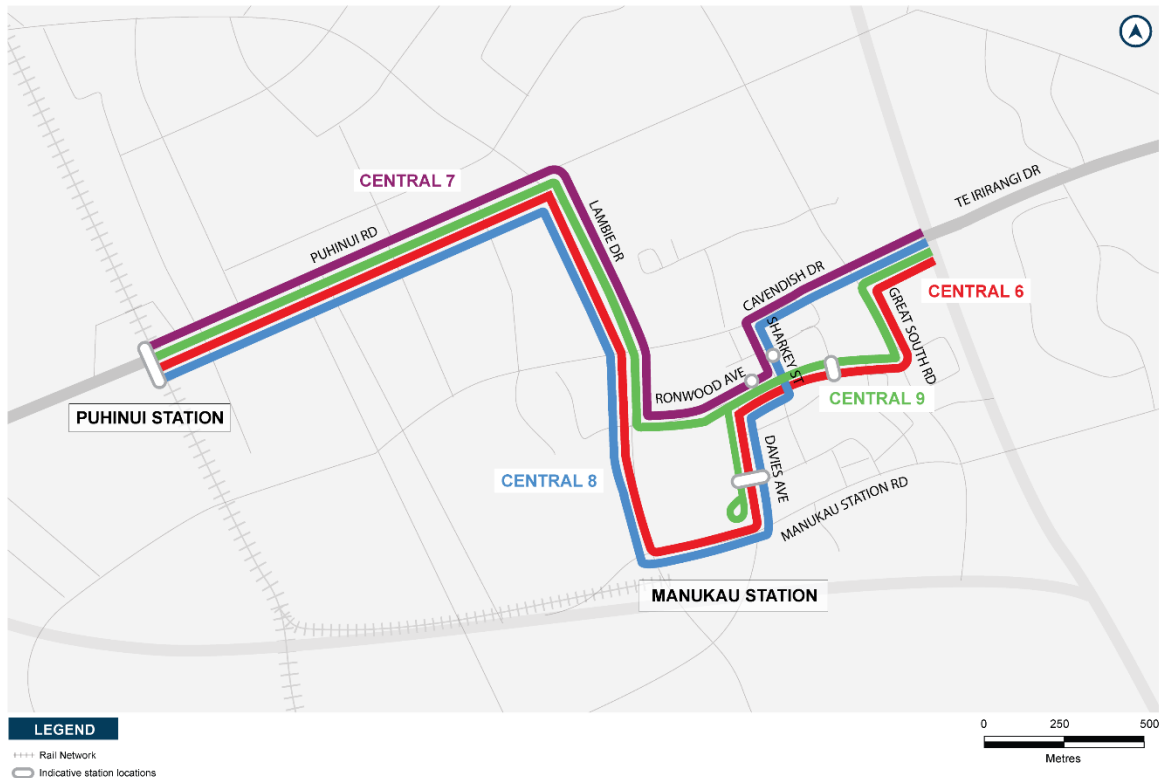 TE IRIRANGI DR
CENTRAL 7
LAMBIE DR
PUHINUI RD
CAVENDISH DR
CENTRAL 6
GREAT SOUTH RD
SHARKEY ST
RONWOOD AVE
CENTRAL 9
PUHINUI STATION
DAVIES AVE
CENTRAL 8
MANUKAU STATION RD
MANUKAU STATION
LEGEND
Rail Network
Indicative station locations
0 250 500
Metres